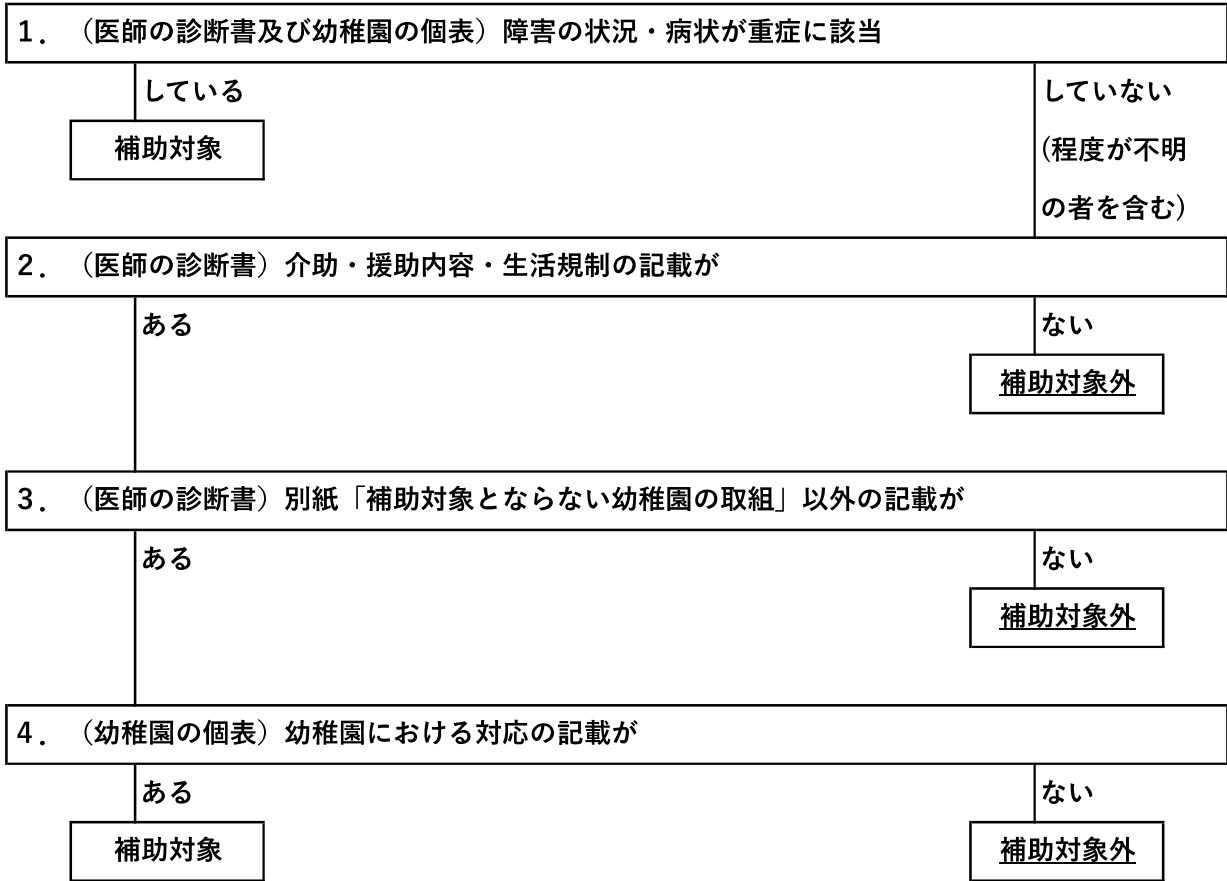 1．（医師の診断書及び幼稚園の個表）障害の状況・病状が重症に該当
している
していない
補助対象
(程度が不明
の者を含む)
2．（医師の診断書）介助・援助内容・生活規制の記載が
ある
ない
補助対象外
3．（医師の診断書）別紙「補助対象とならない幼稚園の取組」以外の記載が
ある
ない
補助対象外
4．（幼稚園の個表）幼稚園における対応の記載が
ある
ない
補助対象
補助対象外